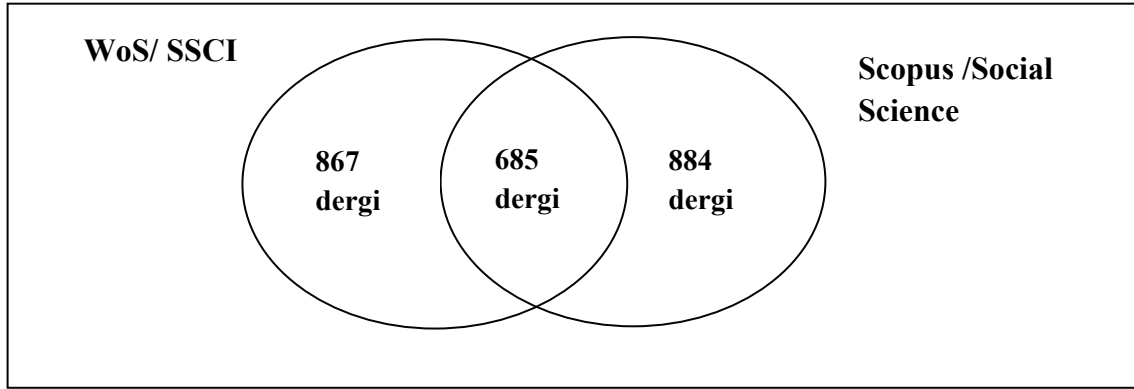 WoS/ SSCI
Scopus /Social
Science
867
dergi
685
dergi
884
dergi